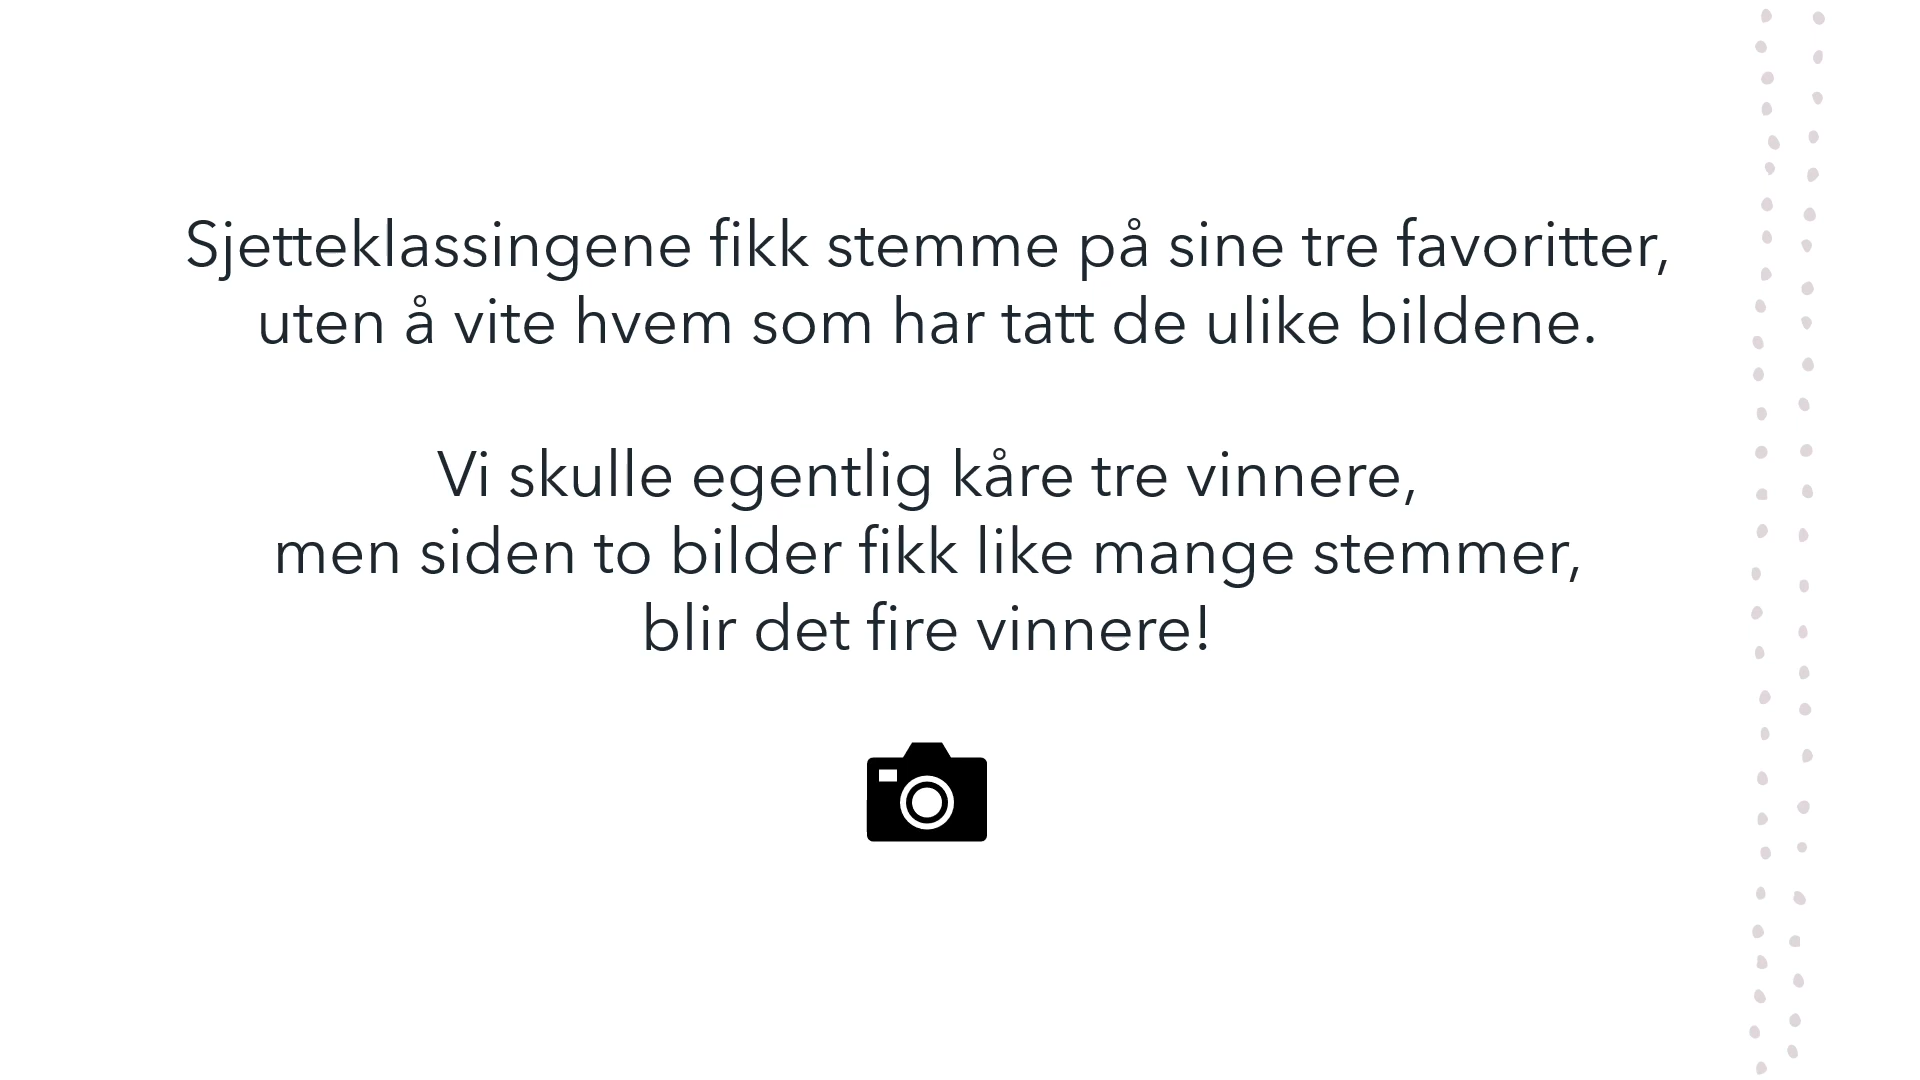 Sjetteklassingene fikk stemme på sine tre favoritter,
uten å vite hvem som har tatt de ulike bildene.
Vi skulle egentlig kåre tre vinnere,
men siden to bilder fikk like mange stemmer,
blir det fire vinnere!